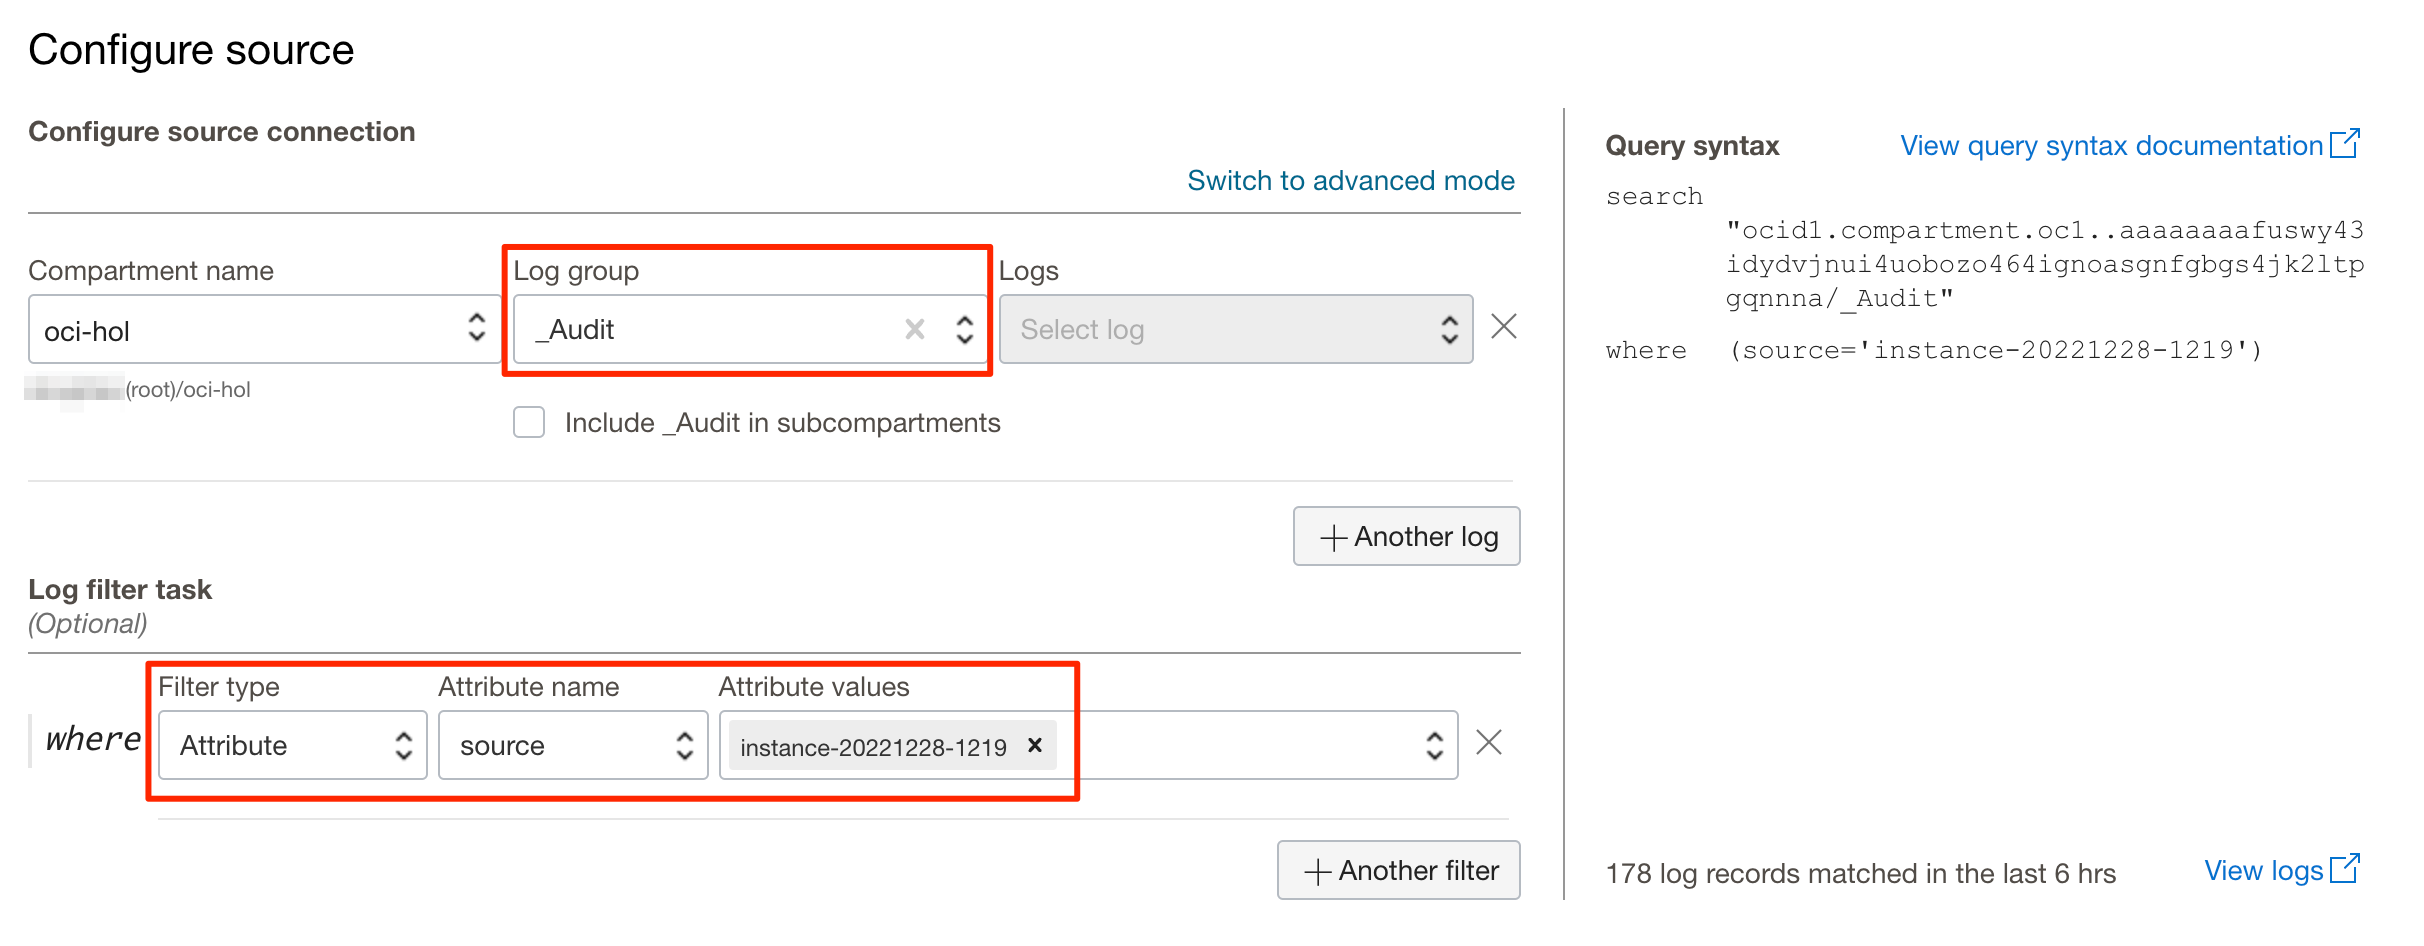 Configure source
Configure source connection
Switch to advanced mode
Compartment name
oci-hol
(root)/oci-hol
Log group
_Audit
Include _Audit in subcompartments
Logs
Select log
Another log
Log filter task
(Optional)
where
Filter type
Attribute
Attribute name
source
Attribute values
instance-20221228-1219
Another filter
Query syntax
View query syntax documentation
search
"ocid1.compartment.oc1..aaaaaaaafuswy43
idydvjnui4uobozo464ignoasgnfgbgs4jk2ltp
gqnnna/_Audit"
where (source='instance-20221228-1219')
178 log records matched in the last 6 hrs
View logs